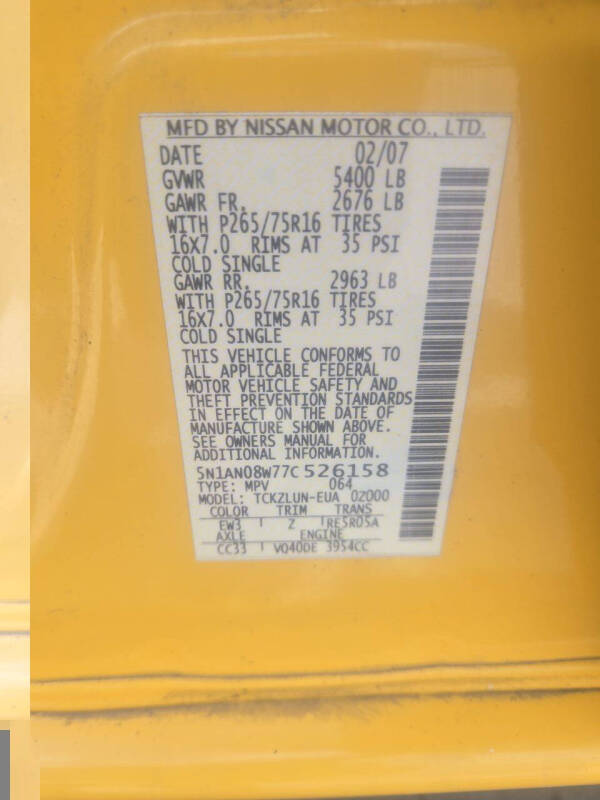 MFD BY NISSAN MOTOR CO., LTD.
DATE 02/07
GVWR 5400 LB
GAWR FR. 2676 LB
WITH P265/75R16 TIRES
16X7.0 RIMS AT 35 PSI
COLD SINGLE
GAWR RR. 2963 LB
WITH P265/75R16 TIRES
16X7.0 RIMS AT 35 PSI
COLD SINGLE
THIS VEHICLE CONFORMS TO
ALL APPLICABLE FEDERAL
MOTOR VEHICLE SAFETY AND
THEFT PREVENTION STANDARDS
IN EFFECT ON THE DATE OF
MANUFACTURE SHOWN ABOVE.
SEE OWNERS MANUAL FOR
ADDITIONAL INFORMATION.
5N1AN08W77C526158
TYPE: MPV 064
MODEL: TCKZLUN-EUA 02000
COLOR TRIM TRANS
EW3 Z RE5R05A
AXLE ENGINE
CC33 VQ40DE 3954CC